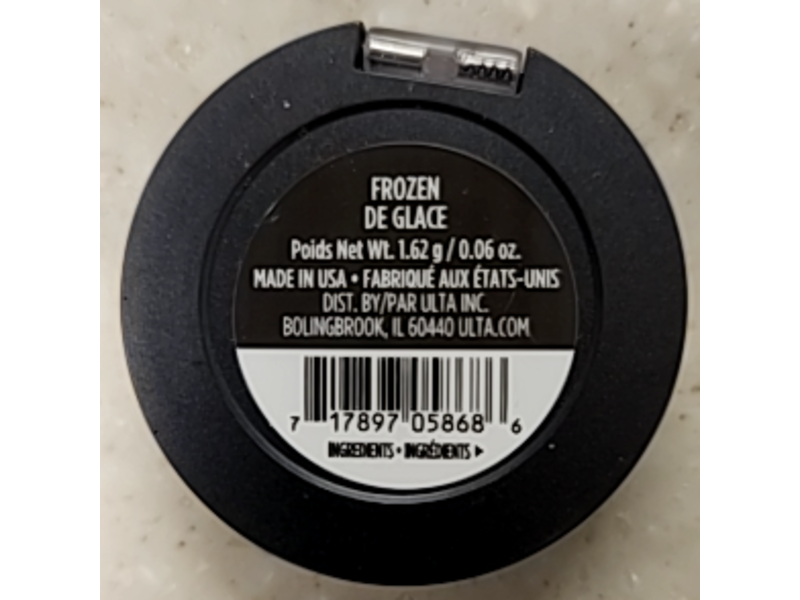 FROZEN
DE GLACE
Poids Net Wt. 1.62 g / 0.06 oz.
MADE IN USA • FABRIQUÉ AUX ÉTATS-UNIS
DIST. BY/PAR ULTA INC.
BOLINGBROOK, IL 60440 ULTA.COM
7 17897 05868 6
INGREDIENTS • INGRÉDIENTS ▶